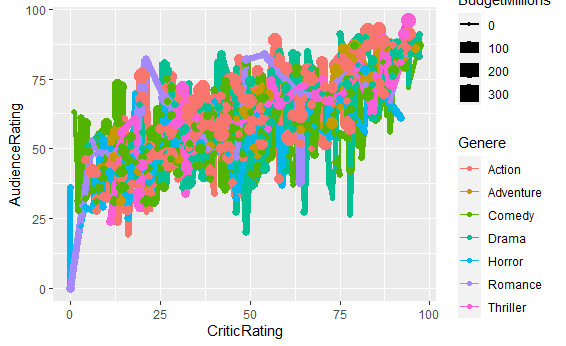 BudgetMillions
0
100
200
300
Genere
Action
Adventure
Comedy
Drama
Horror
Romance
Thriller
AudienceRating
100
75
50
25
0
0 25 50 75 100
CriticRating